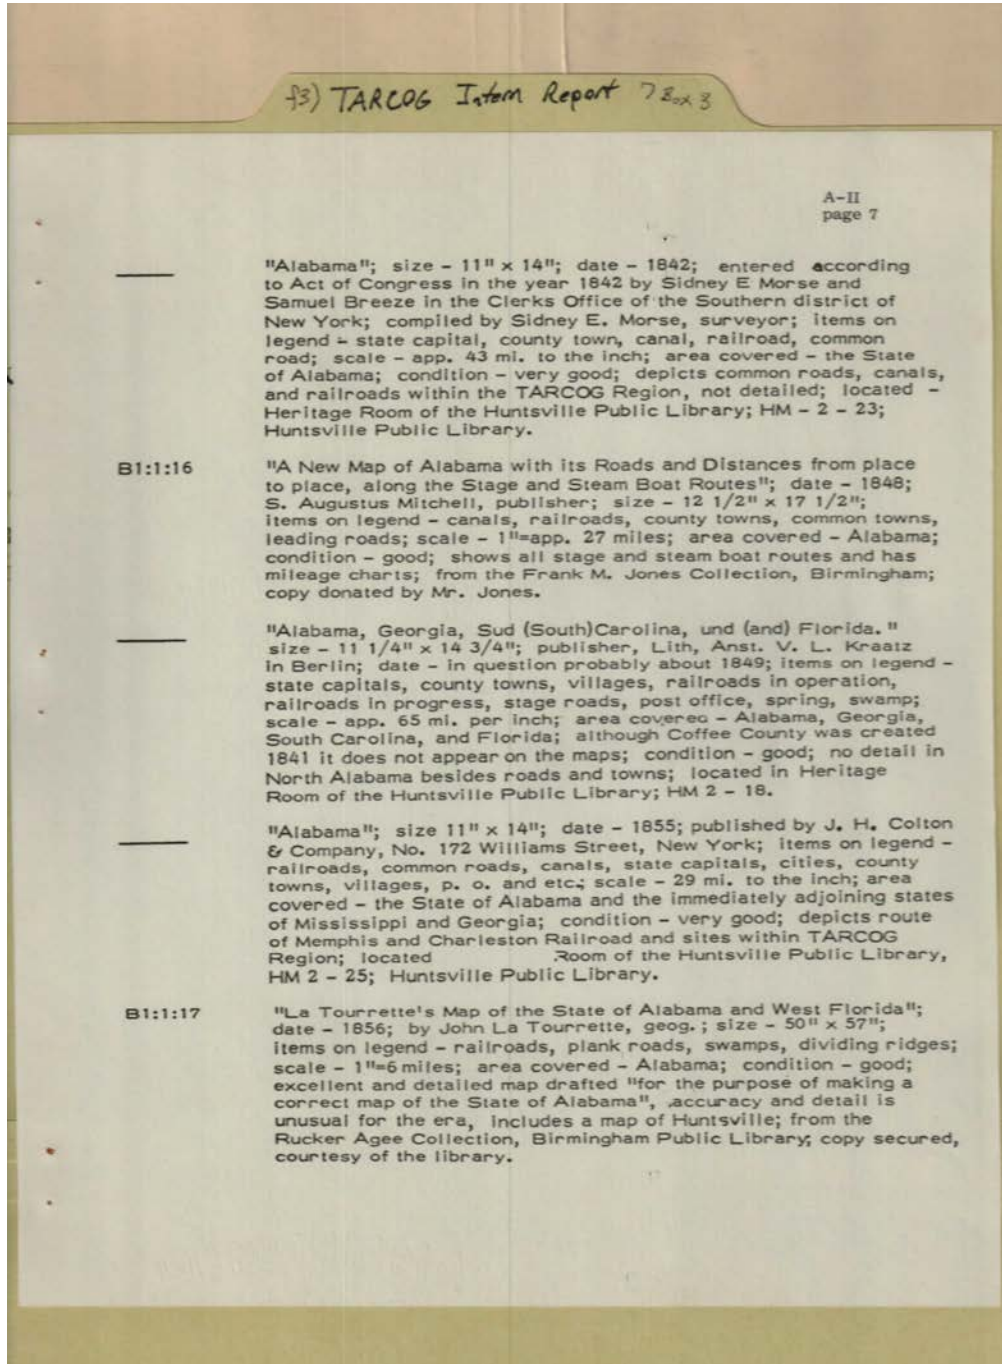 f3) TARCOG Intern Report Box 3
A-II
page 7
"Alabama"; size - 11" x 14"; date - 1842; entered according
to Act of Congress in the year 1842 by Sidney E Morse and
Samuel Breeze in the Clerks Office of the Southern district of
New York; compiled by Sidney E. Morse, surveyor; items on
legend - state capital, county town, canal, railroad, common
road; scale - app. 43 mi. to the inch; area covered - the State
of Alabama; condition - very good; depicts common roads, canals,
and railroads within the TARCOG Region, not detailed; located -
Heritage Room of the Huntsville Public Library; HM - 2 - 23;
Huntsville Public Library.
B1:1:16 "A New Map of Alabama with its Roads and Distances from place
to place, along the Stage and Steam Boat Routes"; date - 1848;
S. Augustus Mitchell, publisher; size - 12 1/2" x 17 1/2";
items on legend - canals, railroads, county towns, common towns,
leading roads; scale - 1"=app. 27 miles; area covered - Alabama;
condition - good; shows all stage and steam boat routes and has
mileage charts; from the Frank M. Jones Collection, Birmingham;
copy donated by Mr. Jones.
"Alabama, Georgia, Sud (South)Carolina, und (and) Florida. "
size - 11 1/4" x 14 3/4"; publisher, Lith, Anst. V. L. Kraatz
in Berlin; date - in question probably about 1849; items on legend -
state capitals, county towns, villages, railroads in operation,
railroads in progress, stage roads, post office, spring, swamp;
scale - app. 65 mi. per inch; area covered - Alabama, Georgia,
South Carolina, and Florida; although Coffee County was created
1841 it does not appear on the maps; condition - good; no detail in
North Alabama besides roads and towns; located in Heritage
Room of the Huntsville Public Library; HM 2 - 18.
"Alabama"; size 11" x 14"; date - 1855; published by J. H. Colton
& Company, No. 172 Williams Street, New York; items on legend -
railroads, common roads, canals, state capitals, cities, county
towns, villages, p. o. and etc.; scale - 29 mi. to the inch; area
covered - the State of Alabama and the immediately adjoining states
of Mississippi and Georgia; condition - very good; depicts route
of Memphis and Charleston Railroad and sites within TARCOG
Region; located Room of the Huntsville Public Library,
HM 2 - 25; Huntsville Public Library.
B1:1:17 "La Tourrette's Map of the State of Alabama and West Florida";
date - 1856; by John La Tourrette, geog.; size - 50" x 57";
items on legend - railroads, plank roads, swamps, dividing ridges;
scale - 1"=6 miles; area covered - Alabama; condition - good;
excellent and detailed map drafted "for the purpose of making a
correct map of the State of Alabama", accuracy and detail is
unusual for the era, includes a map of Huntsville; from the
Rucker Agee Collection, Birmingham Public Library; copy secured,
courtesy of the library.